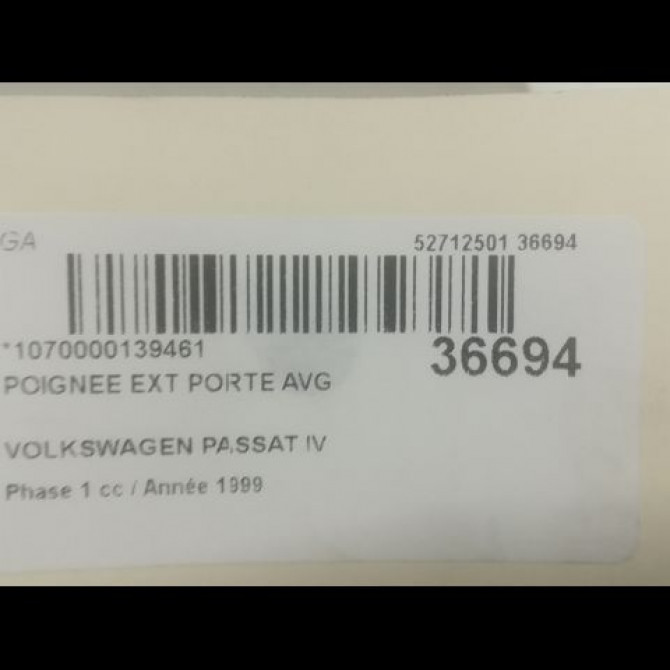 GA 52712501 36694
*1070000139461 36694
POIGNEE EXT PORTE AVG
VOLKSWAGEN PASSAT IV
Phase 1 cc / Année 1999